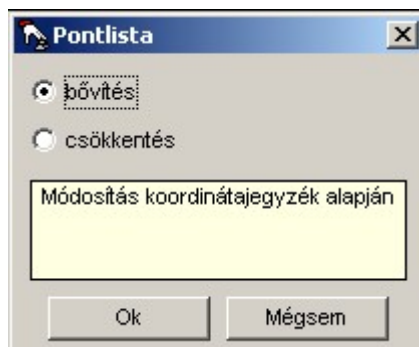 Pontlista
bővítés
csökkentés
Módosítás koordinátajegyzék alapján
Ok
Mégsem